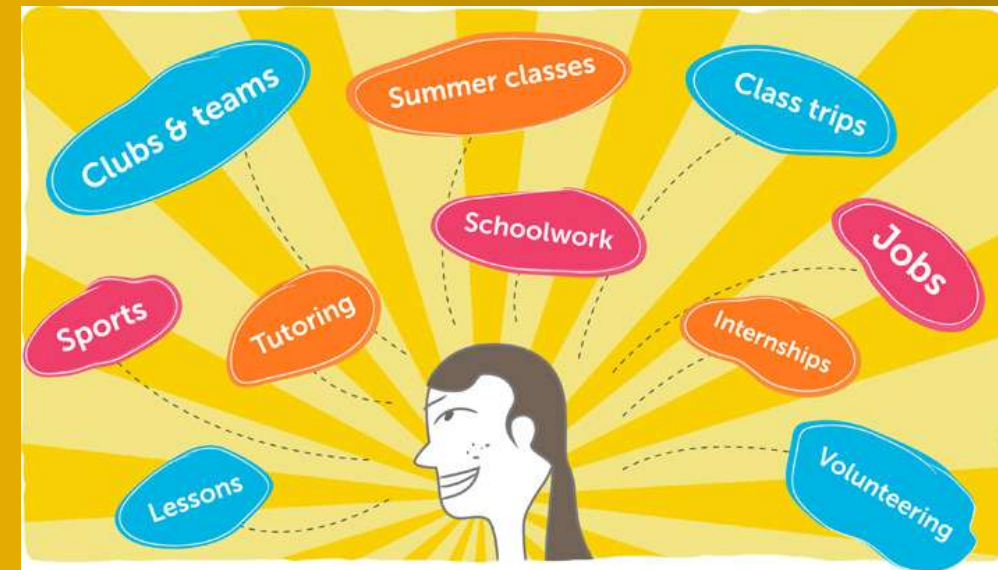 Clubs & teams
Summer classes
Class trips
Schoolwork
Jobs
Sports
Tutoring
Internships
Lessons
Volunteering